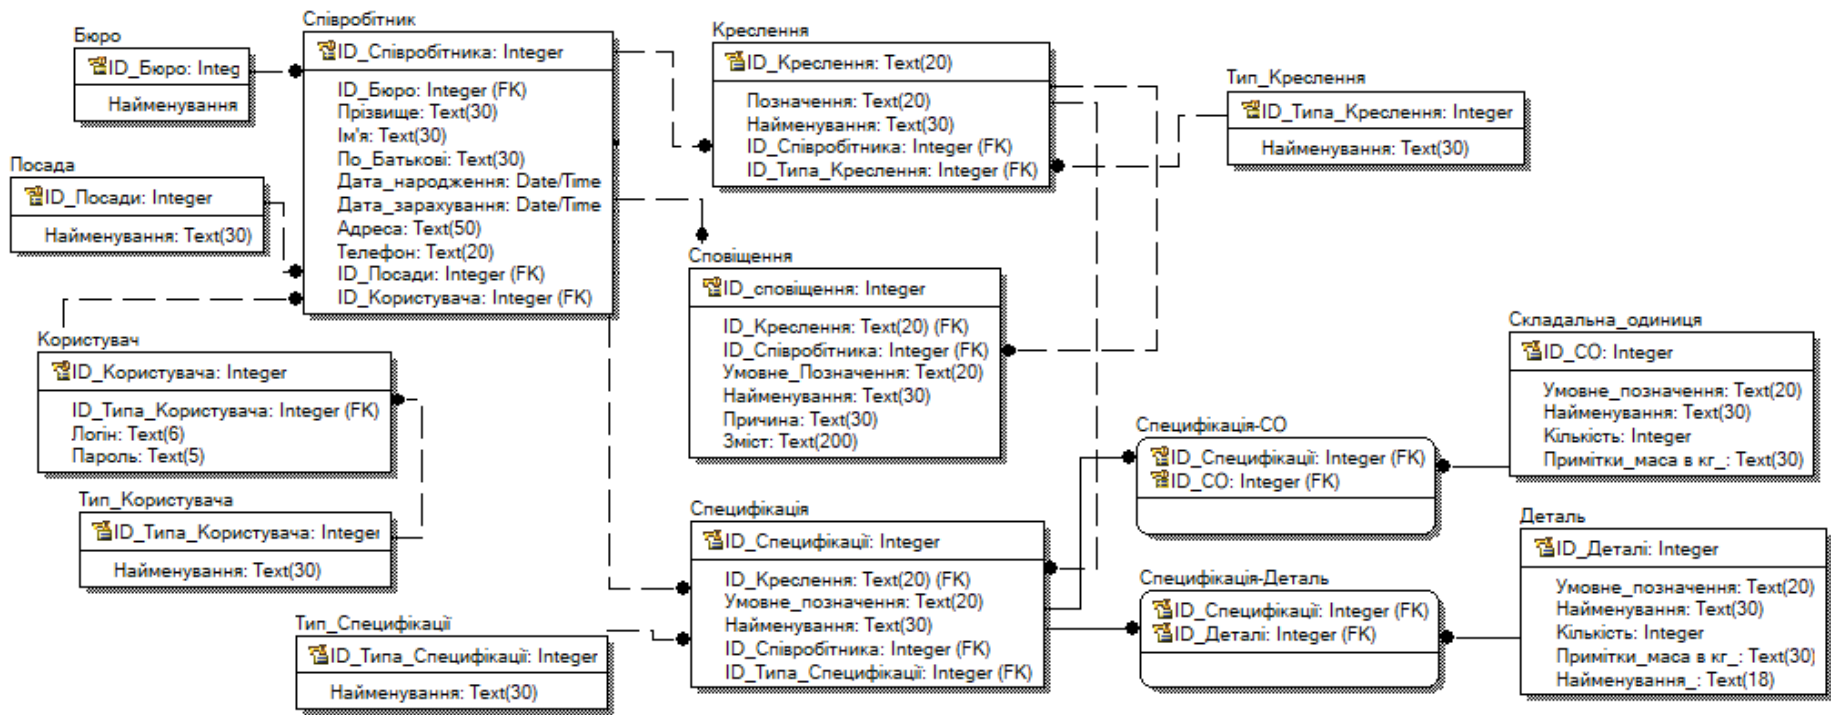 Бюро
ID_Бюро: Integ
Найменування
Посада
ID_Посади: Integer
Найменування: Text(30)
Співробітник
ID_Співробітника: Integer
ID_Бюро: Integer (FK)
Прізвище: Text(30)
Ім'я: Text(30)
По_Батькові: Text(30)
Дата_народження: Date/Time
Дата_зарахування: Date/Time
Адреса: Text(50)
Телефон: Text(20)
ID_Посади: Integer (FK)
ID_Користувача: Integer (FK)
Користувач
ID_Користувача: Integer
ID_Типа_Користувача: Integer (FK)
Логін: Text(6)
Пароль: Text(5)
Тип_Користувача
ID_Типа_Користувача: Integer
Найменування: Text(30)
Тип_Специфікації
ID_Типа_Специфікації: Integer
Найменування: Text(30)
Креслення
ID_Креслення: Text(20)
Позначення: Text(20)
Найменування: Text(30)
ID_Співробітника: Integer (FK)
ID_Типа_Креслення: Integer (FK)
Тип_Креслення
ID_Типа_Креслення: Integer
Найменування: Text(30)
Сповіщення
ID_сповіщення: Integer
ID_Креслення: Text(20) (FK)
ID_Співробітника: Integer (FK)
Умовне_Позначення: Text(20)
Найменування: Text(30)
Причина: Text(30)
Зміст: Text(200)
Специфікація
ID_Специфікації: Integer
ID_Креслення: Text(20) (FK)
Умовне_позначення: Text(20)
Найменування: Text(30)
ID_Співробітника: Integer (FK)
ID_Типа_Специфікації: Integer (FK)
Специфікація-СО
ID_Специфікації: Integer (FK)
ID_СО: Integer (FK)
Специфікація-Деталь
ID_Специфікації: Integer (FK)
ID_Деталі: Integer (FK)
Складальна_одиниця
ID_СО: Integer
Умовне_позначення: Text(20)
Найменування: Text(30)
Кількість: Integer
Примітки_маса в кг_: Text(30)
Деталь
ID_Деталі: Integer
Умовне_позначення: Text(20)
Найменування: Text(30)
Кількість: Integer
Примітки_маса в кг_: Text(30)
Найменування_: Text(18)